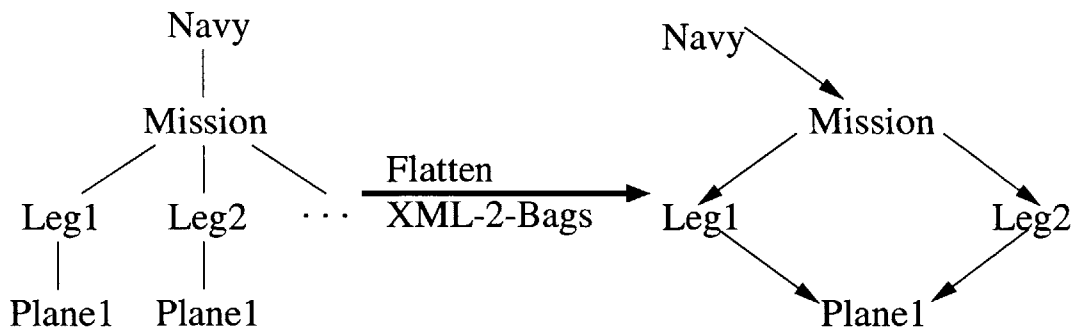 Navy
Mission
Leg1 Leg2 . . .
Plane1 Plane1
Flatten
XML-2-Bags
Navy
Mission
Leg1 Leg2
Plane1